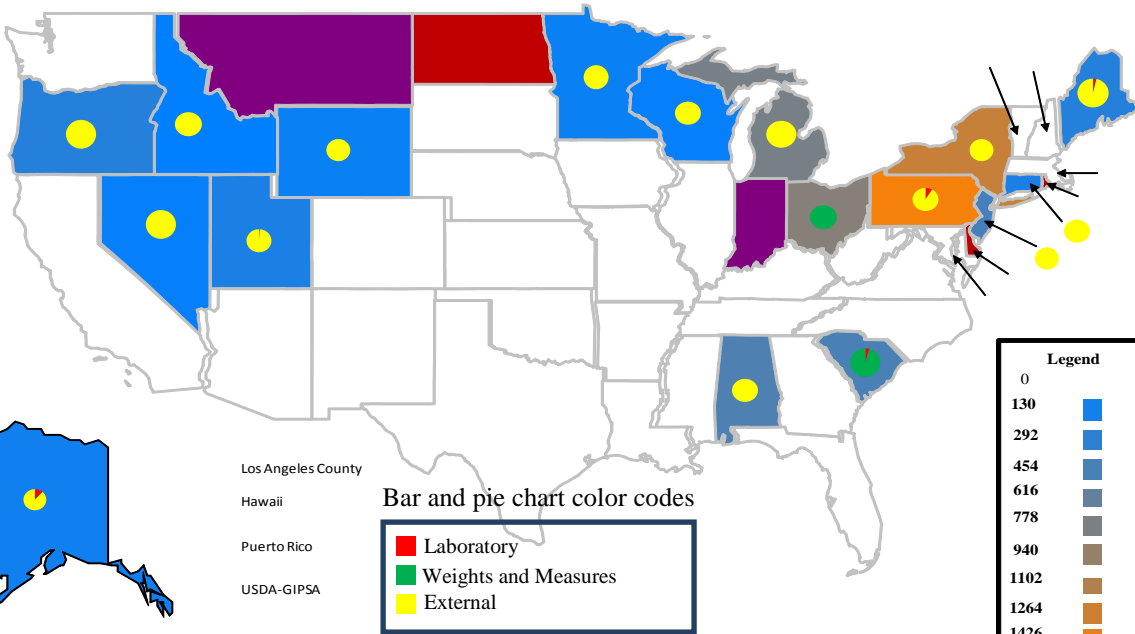 Legend
0
130
292
454
616
778
940
1102
1264
1426
Los Angeles County
Hawaii
Puerto Rico
USDA-GIPSA
Bar and pie chart color codes
Laboratory
Weights and Measures
External